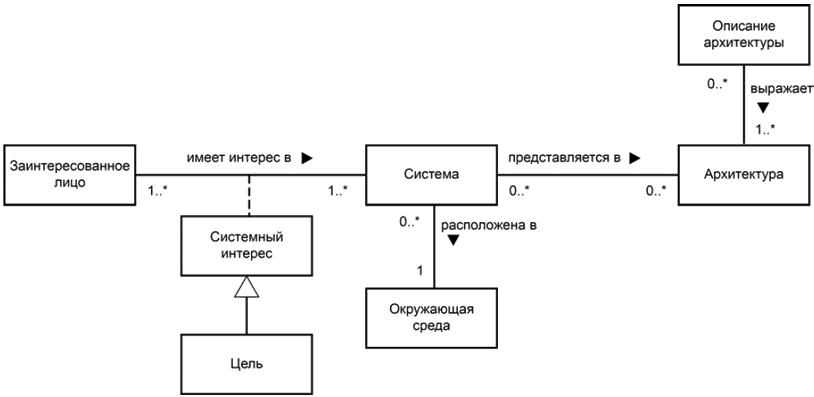 Описание
архитектуры
0..*
выражает
▼
1..*
Заинтересованное
лицо
имеет интерес в ►
1..*
1..*
Система
представляется в ►
0..*
0..*
Архитектура
Системный
интерес
0..*
расположена в
▼
1
Окружающая
среда
Цель